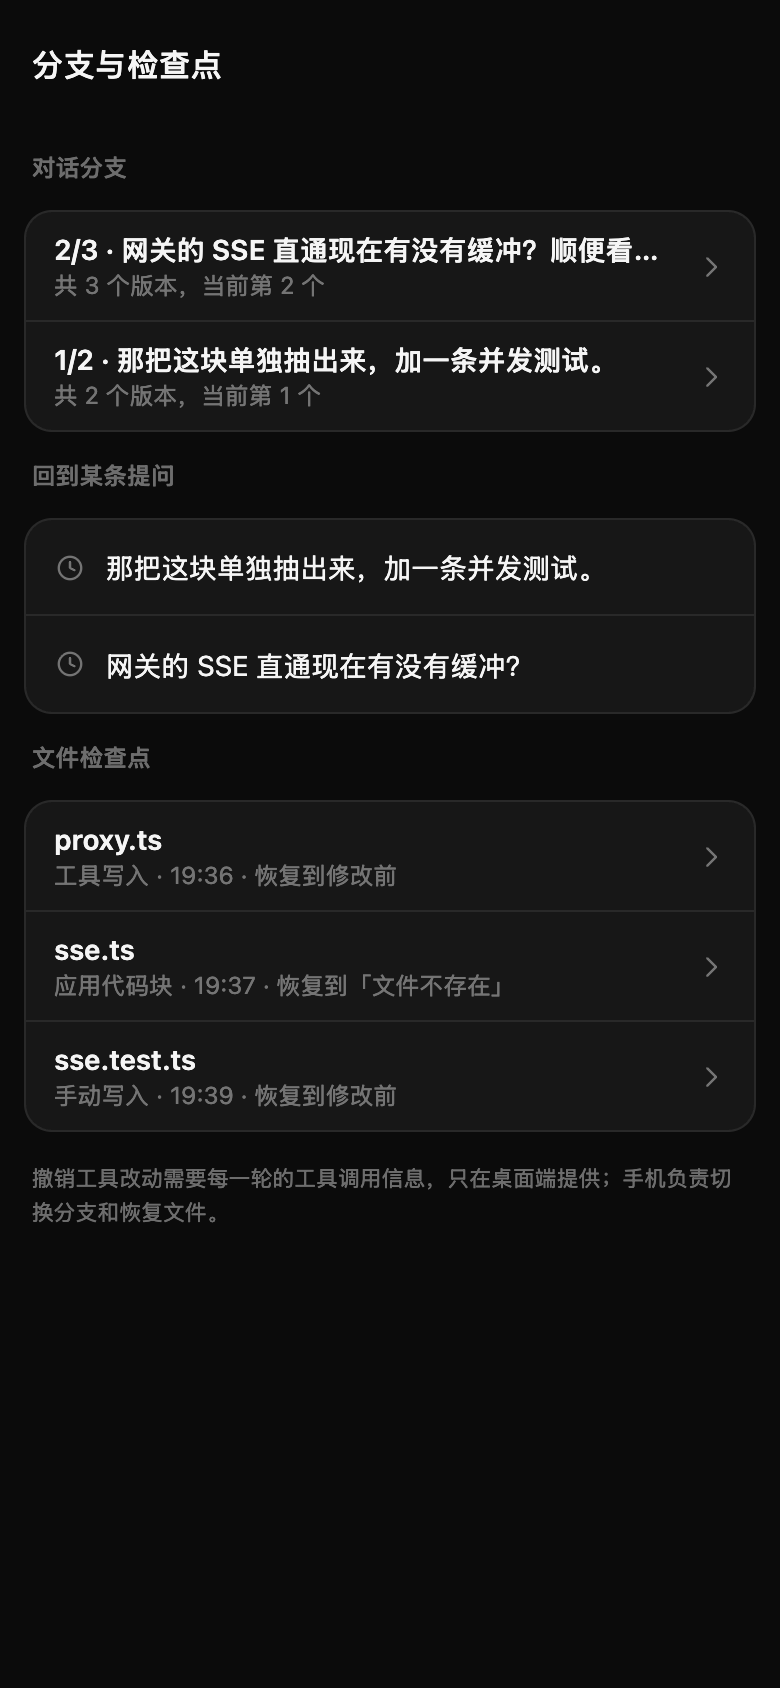 分支与检查点
对话分支
2/3 · 网关的 SSE 直通现在有没有缓冲？顺便看...
共 3 个版本，当前第 2 个
1/2 · 那把这块单独抽出来，加一条并发测试。
共 2 个版本，当前第 1 个
回到某条提问
那把这块单独抽出来，加一条并发测试。
网关的 SSE 直通现在有没有缓冲？
文件检查点
proxy.ts
工具写入 · 19:36 · 恢复到修改前
sse.ts
应用代码块 · 19:37 · 恢复到「文件不存在」
sse.test.ts
手动写入 · 19:39 · 恢复到修改前
撤销工具改动需要每一轮的工具调用信息，只在桌面端提供；手机负责切
换分支和恢复文件。